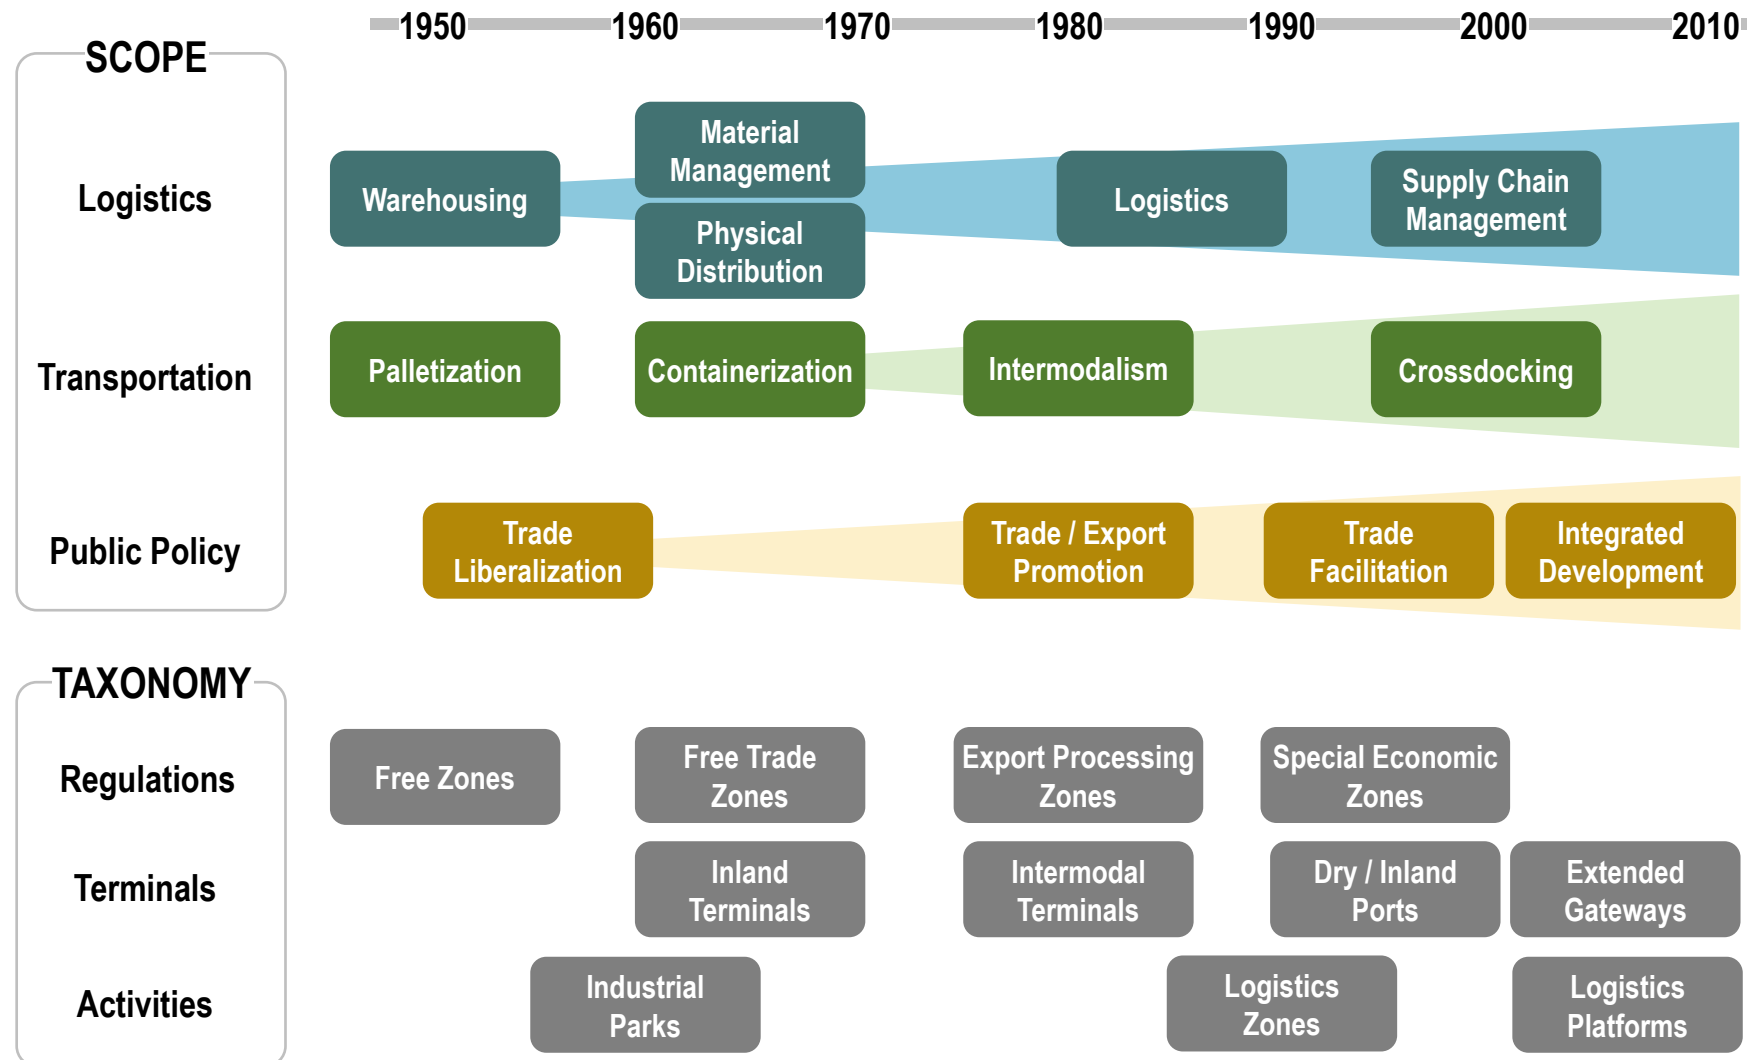 1950 1960 1970 1980 1990 2000 2010
SCOPE
Logistics
Warehousing
Material
Management
Physical
Distribution
Logistics
Supply Chain
Management
Transportation
Palletization
Containerization
Intermodalism
Crossdocking
Public Policy
Trade
Liberalization
Trade / Export
Promotion
Trade
Facilitation
Integrated
Development
TAXONOMY
Regulations
Free Zones
Free Trade
Zones
Export Processing
Zones
Special Economic
Zones
Terminals
Inland
Terminals
Intermodal
Terminals
Dry / Inland
Ports
Extended
Gateways
Activities
Industrial
Parks
Logistics
Zones
Logistics
Platforms